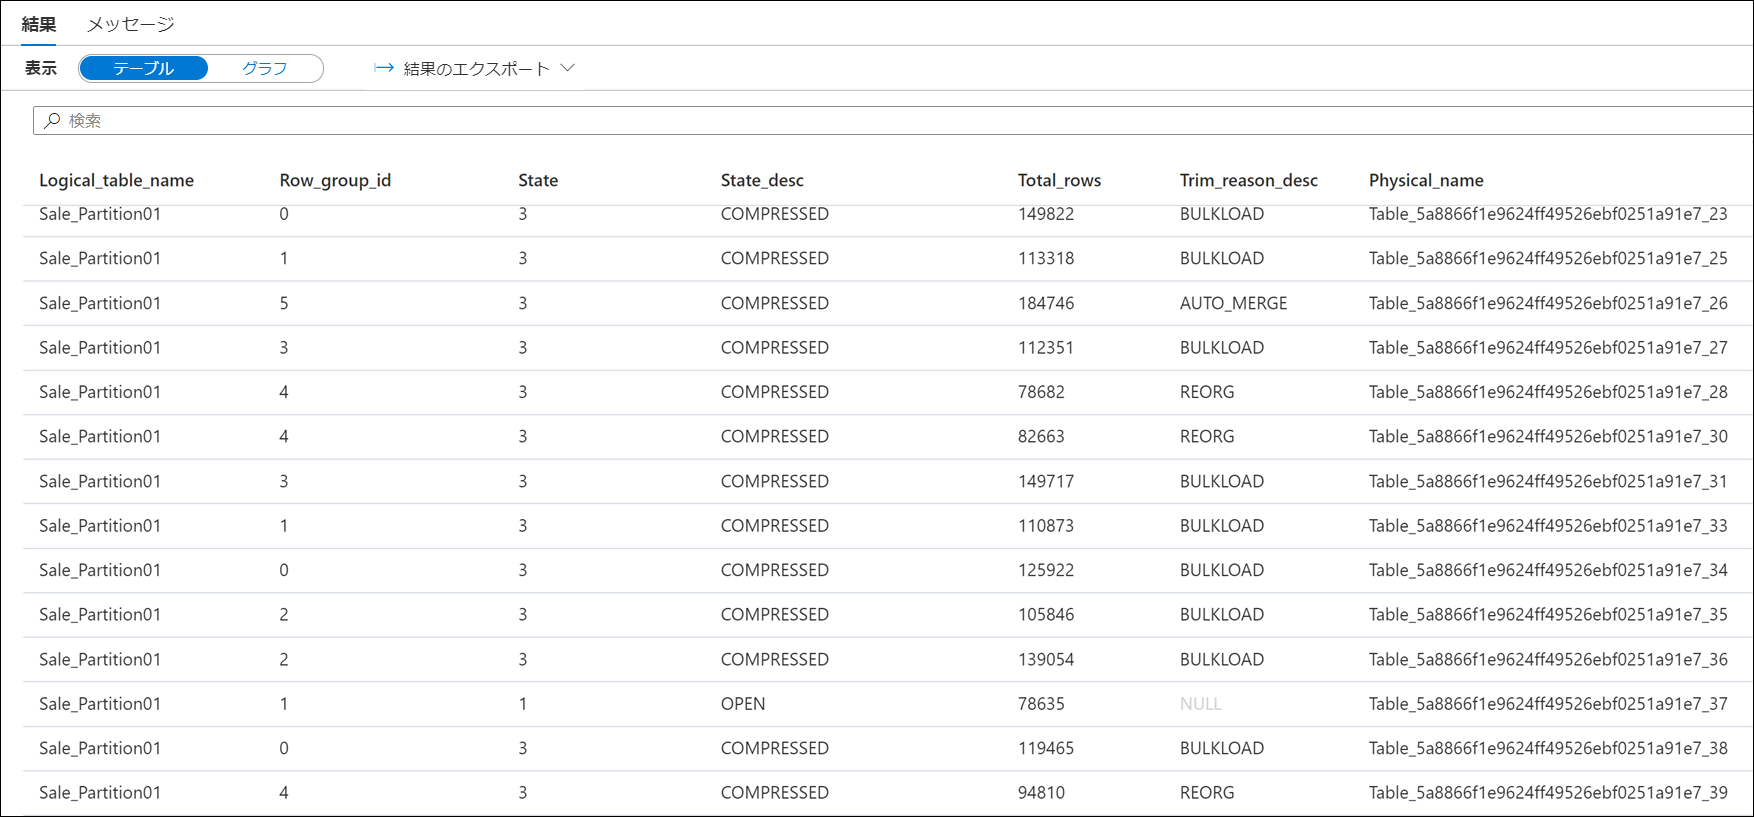 結果 メッセージ
表示 テーブル グラフ 結果のエクスポート
検索
Logical_table_name Row_group_id State State_desc Total_rows Trim_reason_desc Physical_name
Sale_Partition01 0 3 COMPRESSED 149822 BULKLOAD Table_5a8866f1e9624ff49526ebf0251a91e7_23
Sale_Partition01 1 3 COMPRESSED 113318 BULKLOAD Table_5a8866f1e9624ff49526ebf0251a91e7_25
Sale_Partition01 5 3 COMPRESSED 184746 AUTO_MERGE Table_5a8866f1e9624ff49526ebf0251a91e7_26
Sale_Partition01 3 3 COMPRESSED 112351 BULKLOAD Table_5a8866f1e9624ff49526ebf0251a91e7_27
Sale_Partition01 4 3 COMPRESSED 78682 REORG Table_5a8866f1e9624ff49526ebf0251a91e7_28
Sale_Partition01 4 3 COMPRESSED 82663 REORG Table_5a8866f1e9624ff49526ebf0251a91e7_30
Sale_Partition01 3 3 COMPRESSED 149717 BULKLOAD Table_5a8866f1e9624ff49526ebf0251a91e7_31
Sale_Partition01 1 3 COMPRESSED 110873 BULKLOAD Table_5a8866f1e9624ff49526ebf0251a91e7_33
Sale_Partition01 0 3 COMPRESSED 125922 BULKLOAD Table_5a8866f1e9624ff49526ebf0251a91e7_34
Sale_Partition01 2 3 COMPRESSED 105846 BULKLOAD Table_5a8866f1e9624ff49526ebf0251a91e7_35
Sale_Partition01 2 3 COMPRESSED 139054 BULKLOAD Table_5a8866f1e9624ff49526ebf0251a91e7_36
Sale_Partition01 1 1 OPEN 78635 NULL Table_5a8866f1e9624ff49526ebf0251a91e7_37
Sale_Partition01 0 3 COMPRESSED 119465 BULKLOAD Table_5a8866f1e9624ff49526ebf0251a91e7_38
Sale_Partition01 4 3 COMPRESSED 94810 REORG Table_5a8866f1e9624ff49526ebf0251a91e7_39